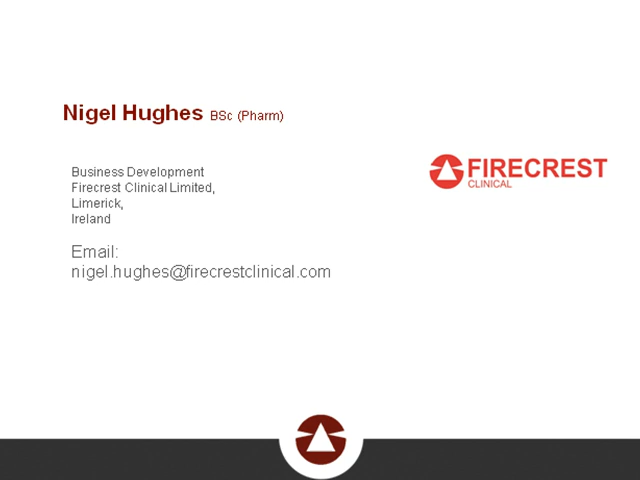 Nigel Hughes BSc (Pharm)
Business Development
Firecrest Clinical Limited,
Limerick,
Ireland
Email:
nigel.hughes@firecrestclinical.com
FIRECREST
CLINICAL